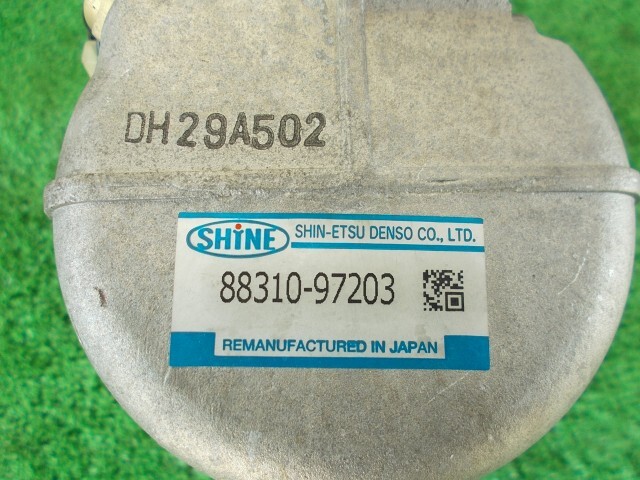 DH29A502
SHiNE SHIN-ETSU DENSO CO., LTD.
88310-97203
REMANUFACTURED IN JAPAN